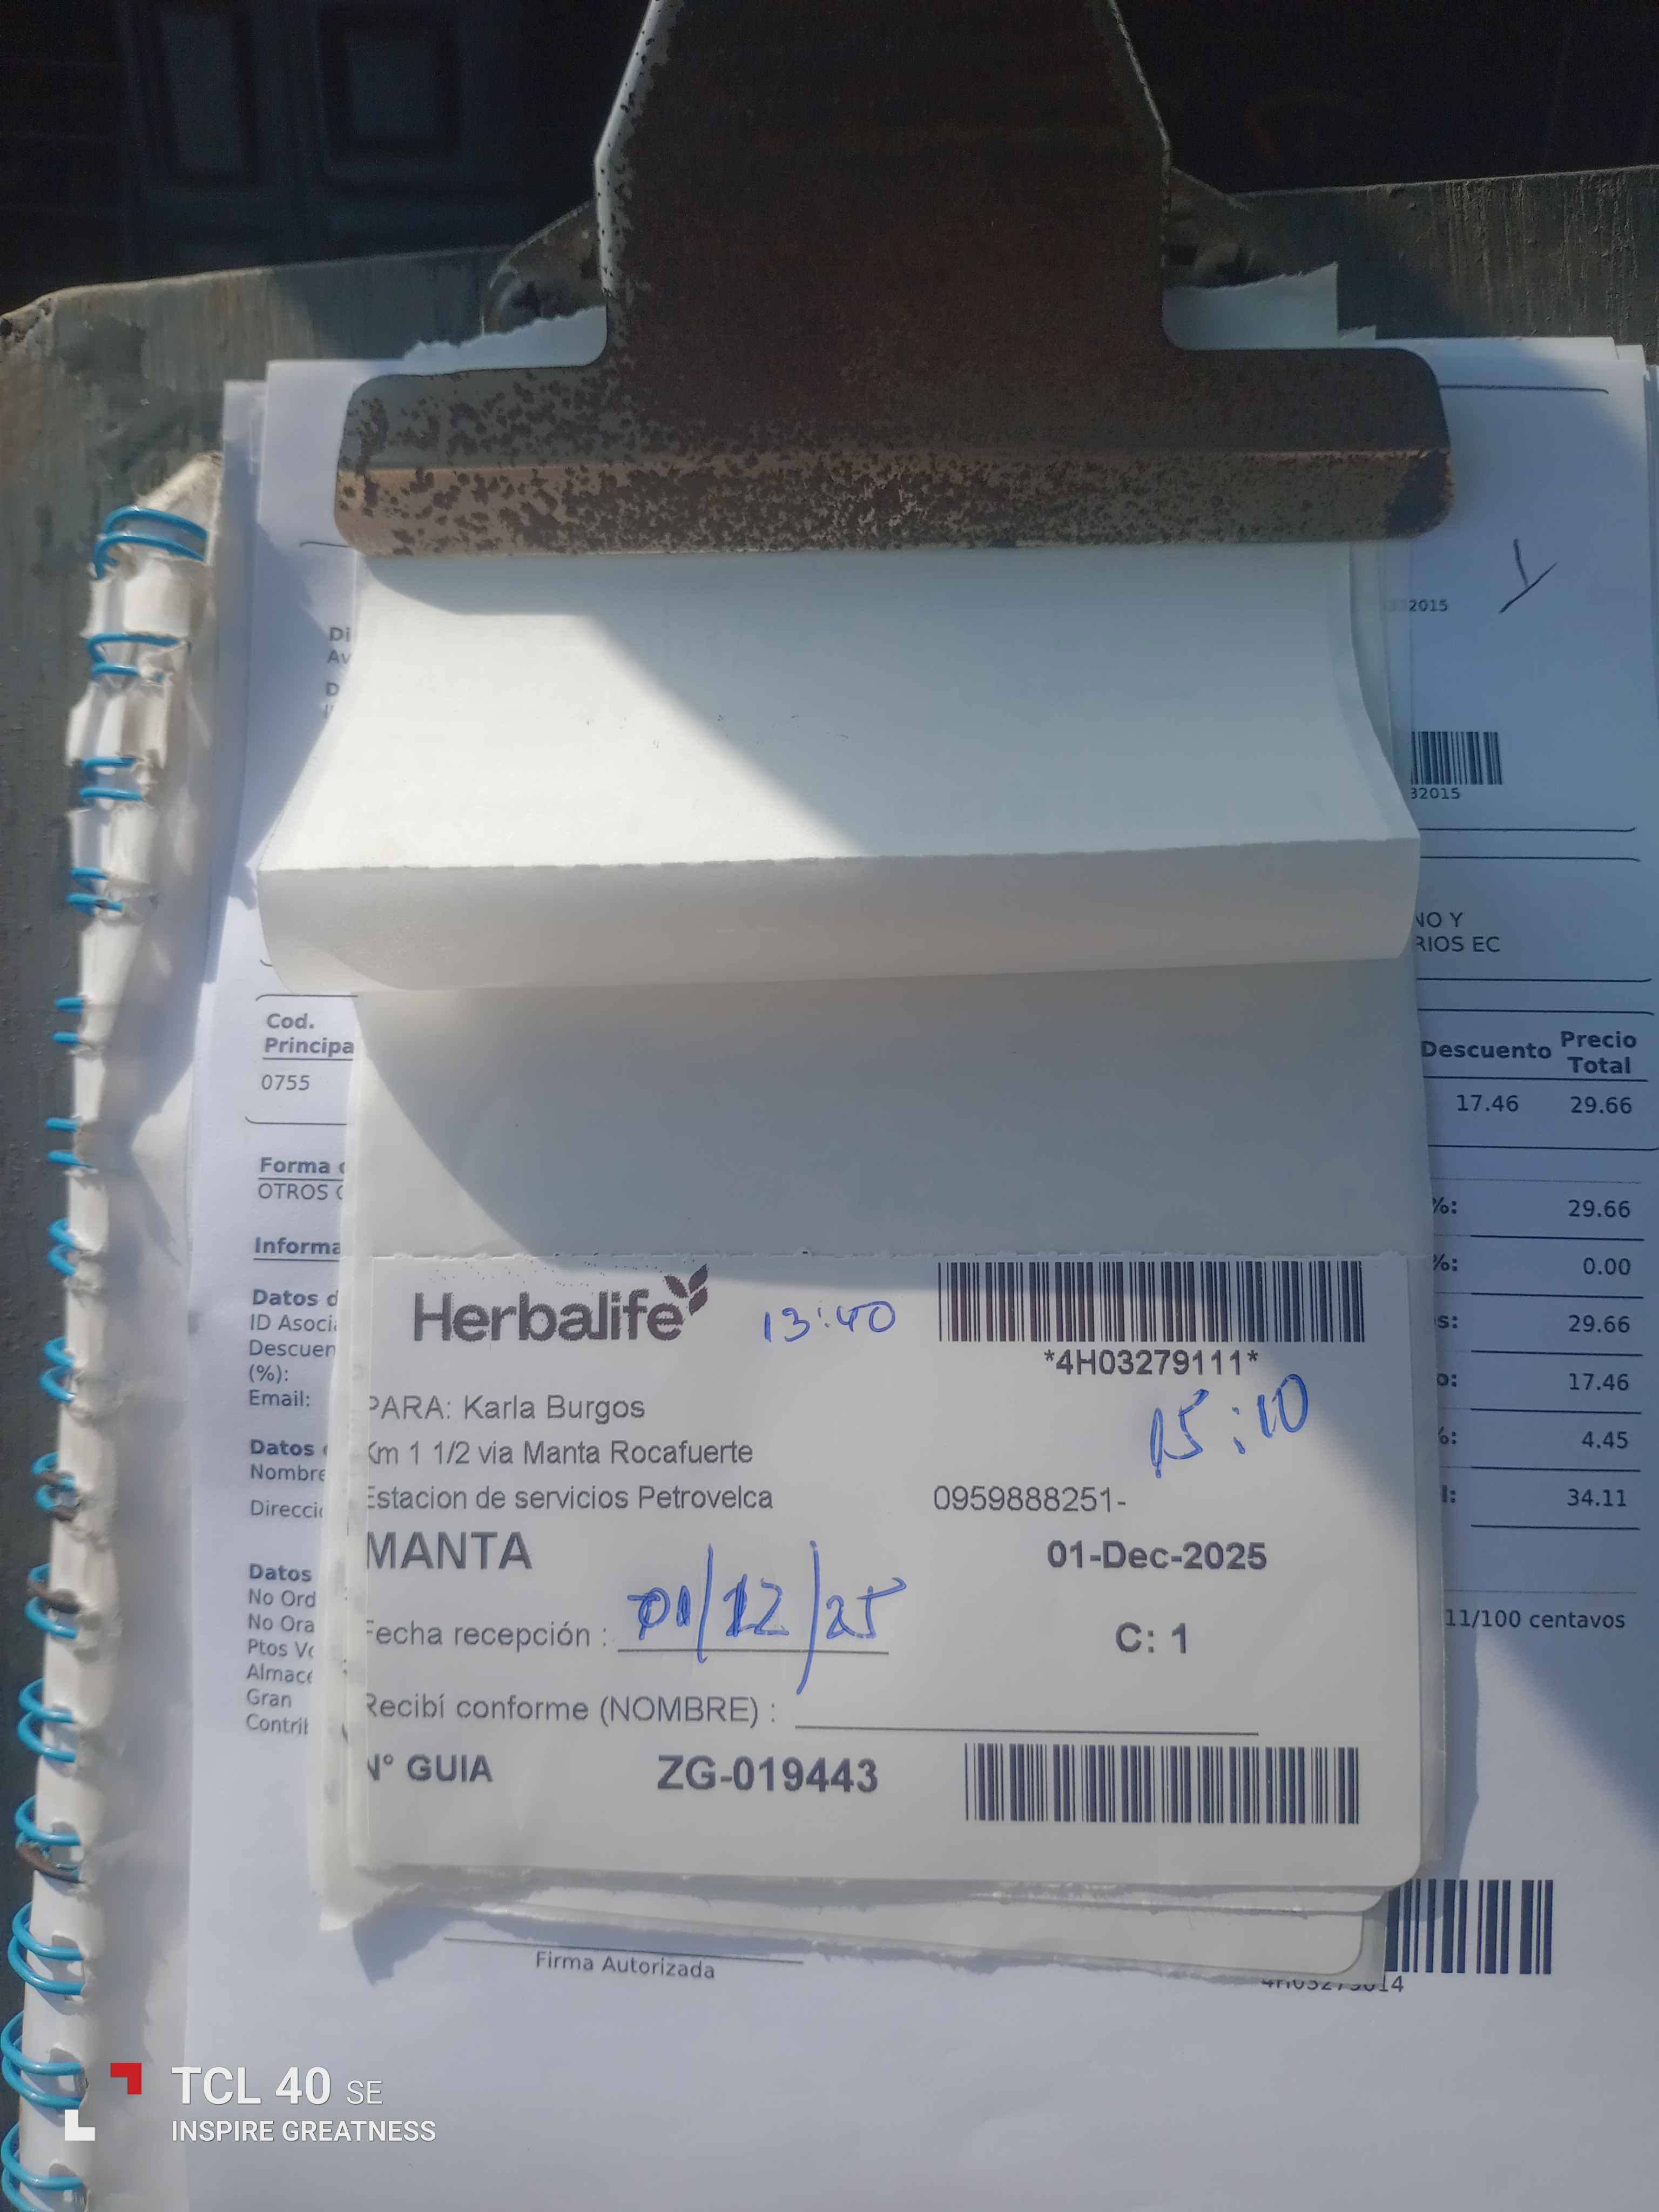 2015
32015
NO Y
RIOS EC
Cod.
Principa
0755
Descuento
Precio
Total
17.46
29.66
Forma
OTROS
Informa
Datos d
ID Asoci
Descuen
(%):
Email:
Datos
Nombre
Direcci
Datos
No Ord
No Ora
Ptos V
Almac
Gran
Contri
%: 29.66
%: 0.00
s: 29.66
o: 17.46
%: 4.45
l: 34.11
11/100 centavos
Herbalife
13:40
*4H03279111*
15:10
PARA: Karla Burgos
Km 1 1/2 via Manta Rocafuerte
Estacion de servicios Petrovelca 0959888251-
MANTA 01-Dec-2025
Fecha recepción : 01/12/25
C: 1
Recibí conforme (NOMBRE) :
N° GUIA ZG-019443
Firma Autorizada
TCL 40 SE
INSPIRE GREATNESS